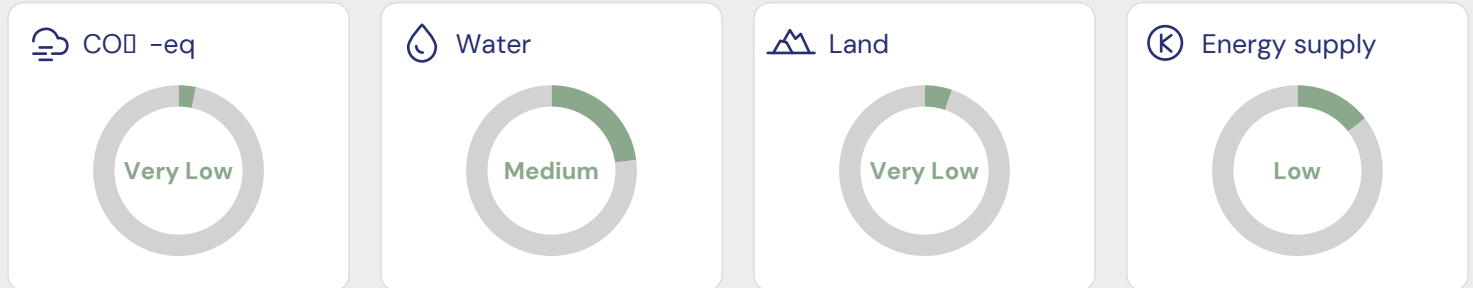 CO▯ -eq
Very Low
Water
Medium
Land
Very Low
Energy supply
Low